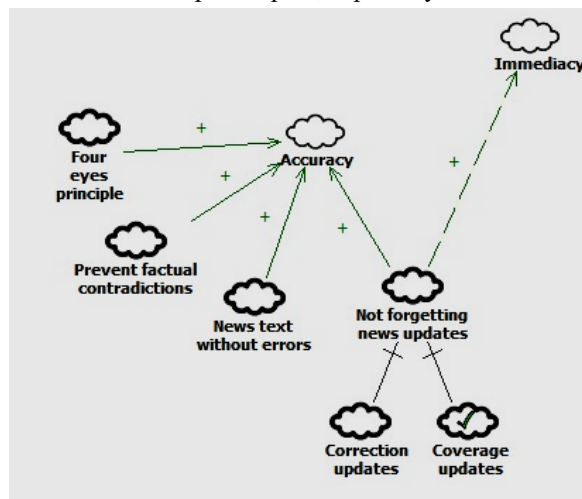 Immediacy
+
Accuracy
+
Four
eyes
principle
+
+
+
Prevent factual
contradictions
News text
without errors
Not forgetting
news updates
Correction
updates
Coverage
updates